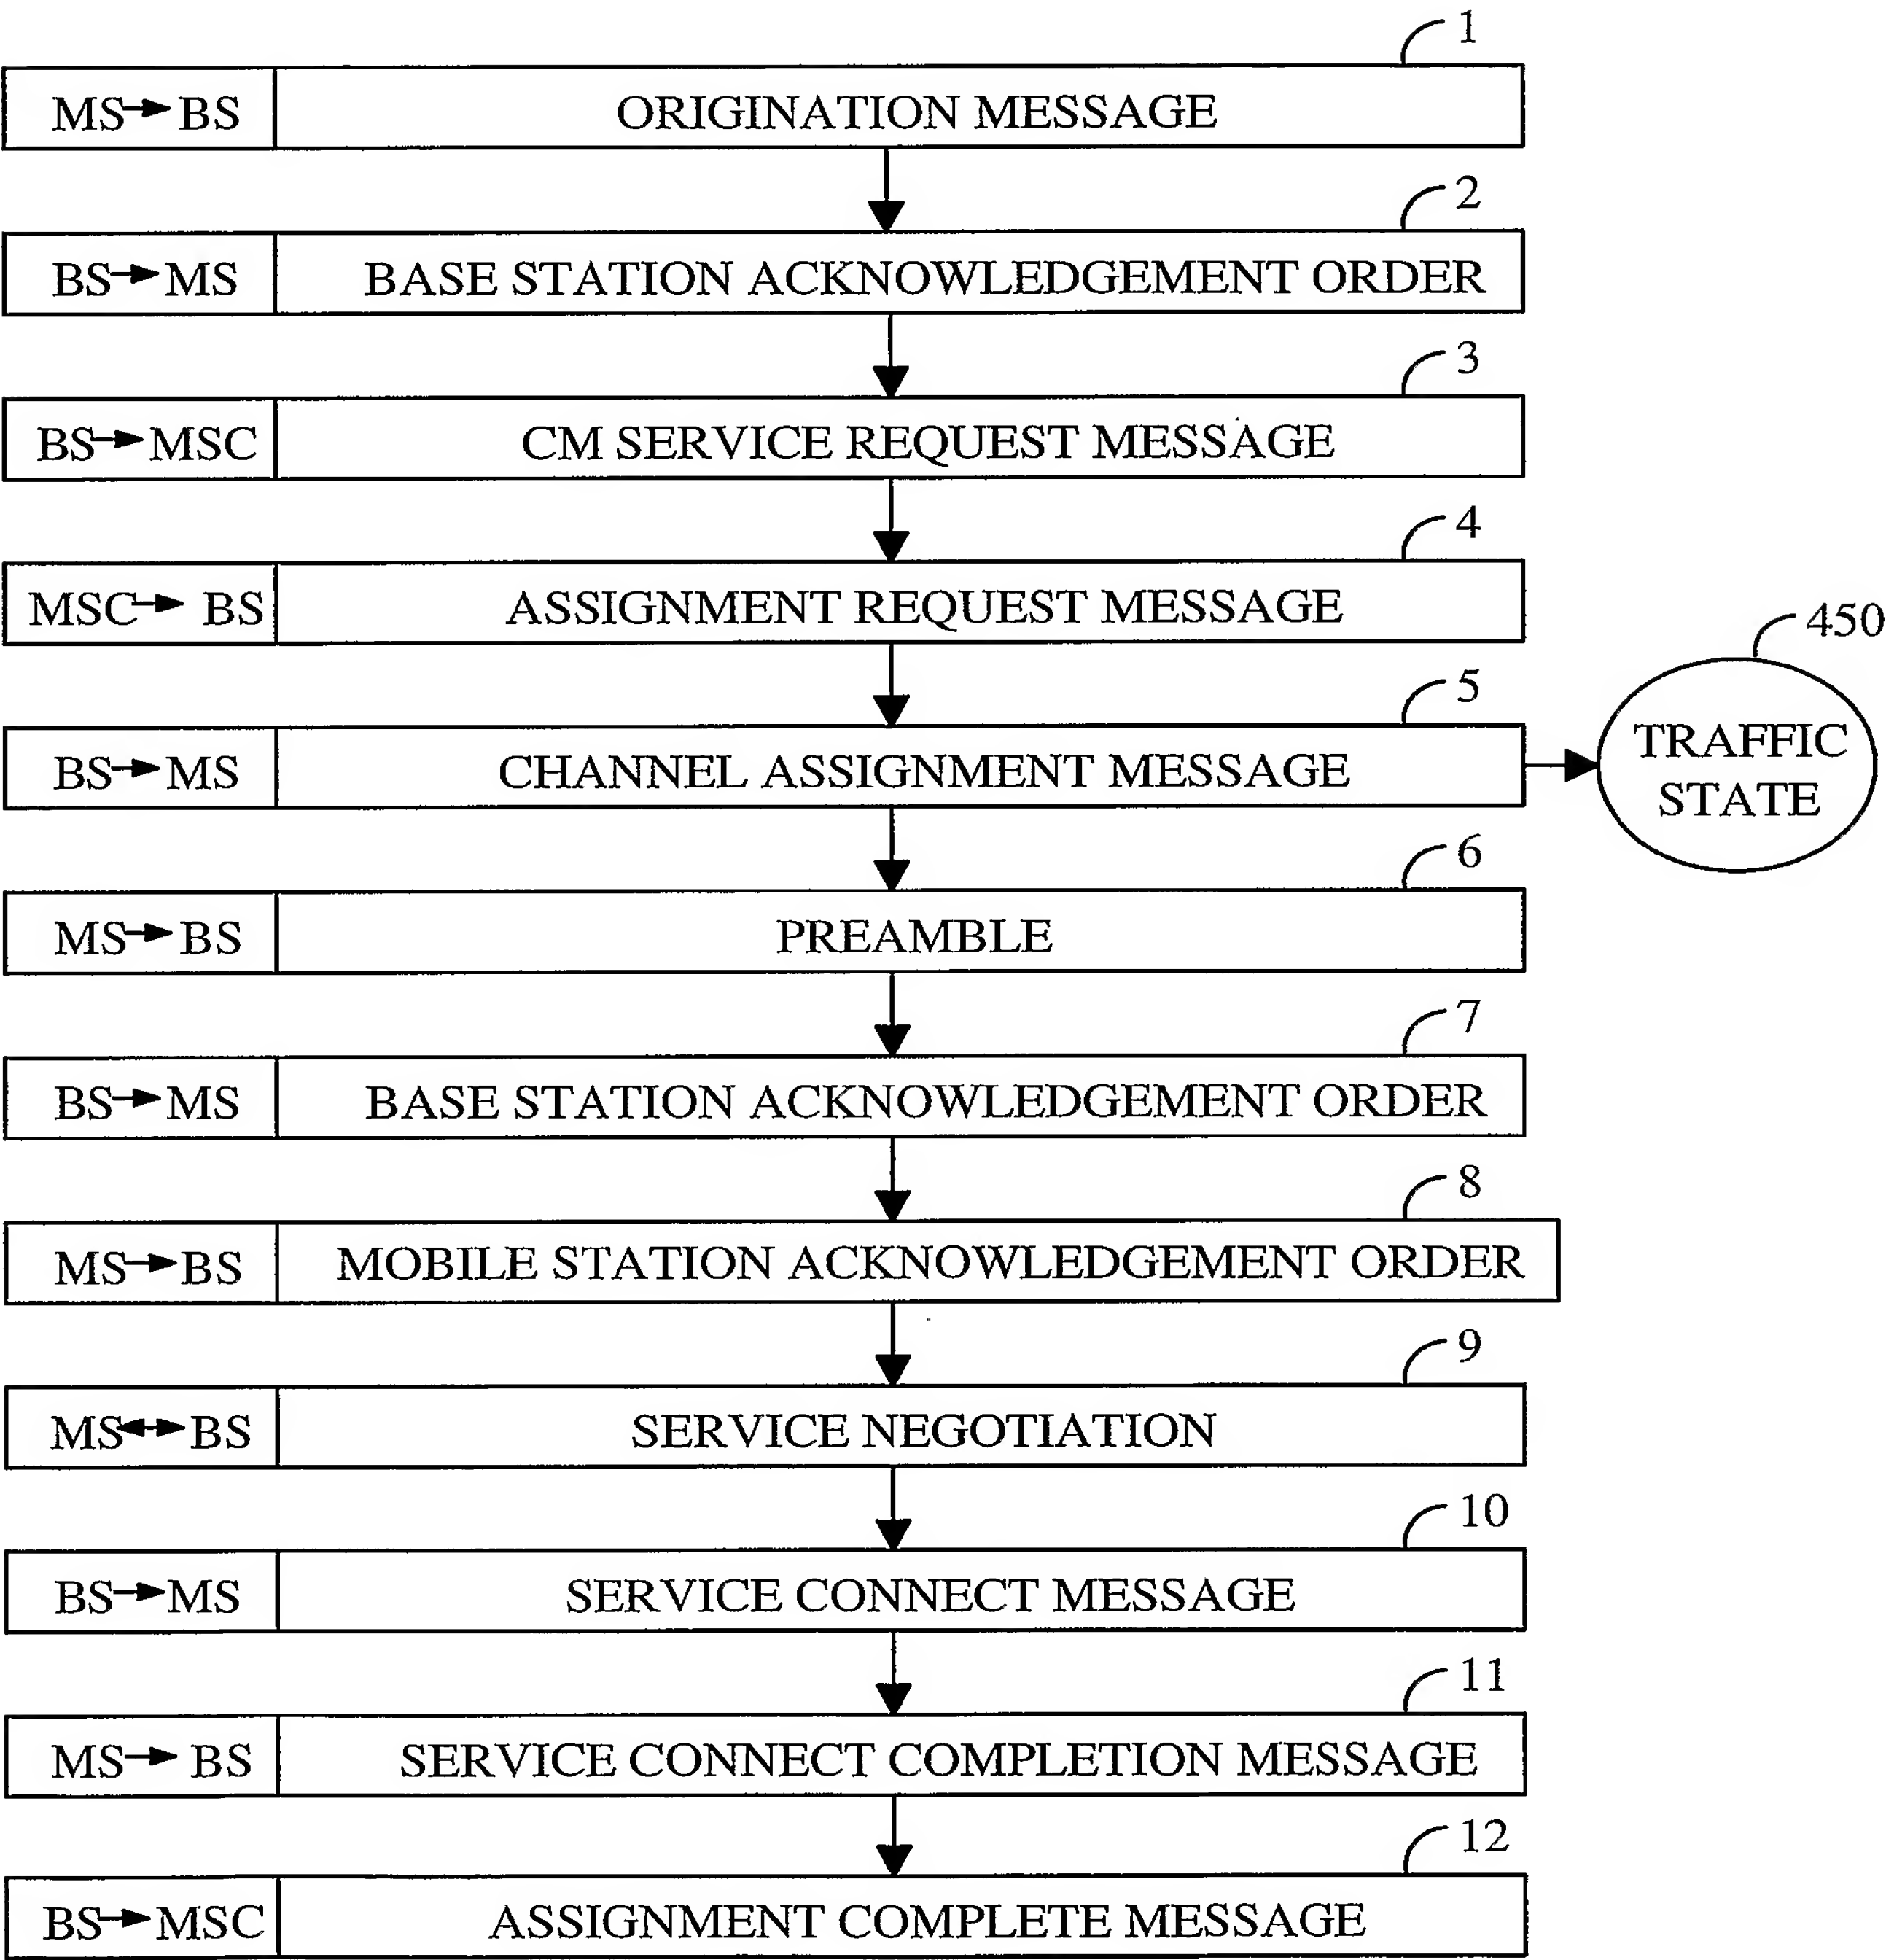 1
MS→BS ORIGINATION MESSAGE
2
BS→MS BASE STATION ACKNOWLEDGEMENT ORDER
3
BS→MSC CM SERVICE REQUEST MESSAGE
4
MSC→BS ASSIGNMENT REQUEST MESSAGE
450
5
BS→MS CHANNEL ASSIGNMENT MESSAGE
TRAFFIC
STATE
6
MS→BS PREAMBLE
7
BS→MS BASE STATION ACKNOWLEDGEMENT ORDER
8
MS→BS MOBILE STATION ACKNOWLEDGEMENT ORDER
9
MS↔BS SERVICE NEGOTIATION
10
BS→MS SERVICE CONNECT MESSAGE
11
MS→BS SERVICE CONNECT COMPLETION MESSAGE
12
BS→MSC ASSIGNMENT COMPLETE MESSAGE